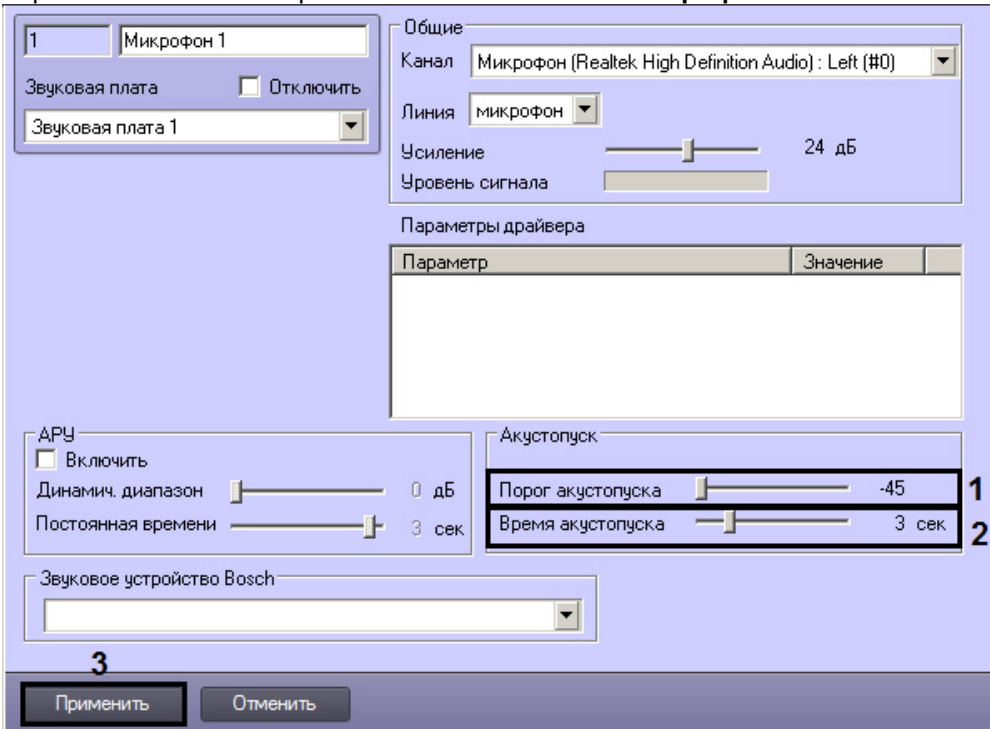 1
Микрофон 1
Звуковая плата
Отключить
Звуковая плата 1
Общие
Канал
Микрофон (Realtek High Definition Audio) : Left (#0)
Линия
микрофон
Усиление
24 дБ
Уровень сигнала
Параметры драйвера
Параметр
Значение
АРУ
Включить
Динамич. диапазон
0 дБ
Постоянная времени
3 сек
Акустопуск
Порог акустопуска
-45
1
Время акустопуска
3 сек
2
Звуковое устройство Bosch
3
Применить
Отменить